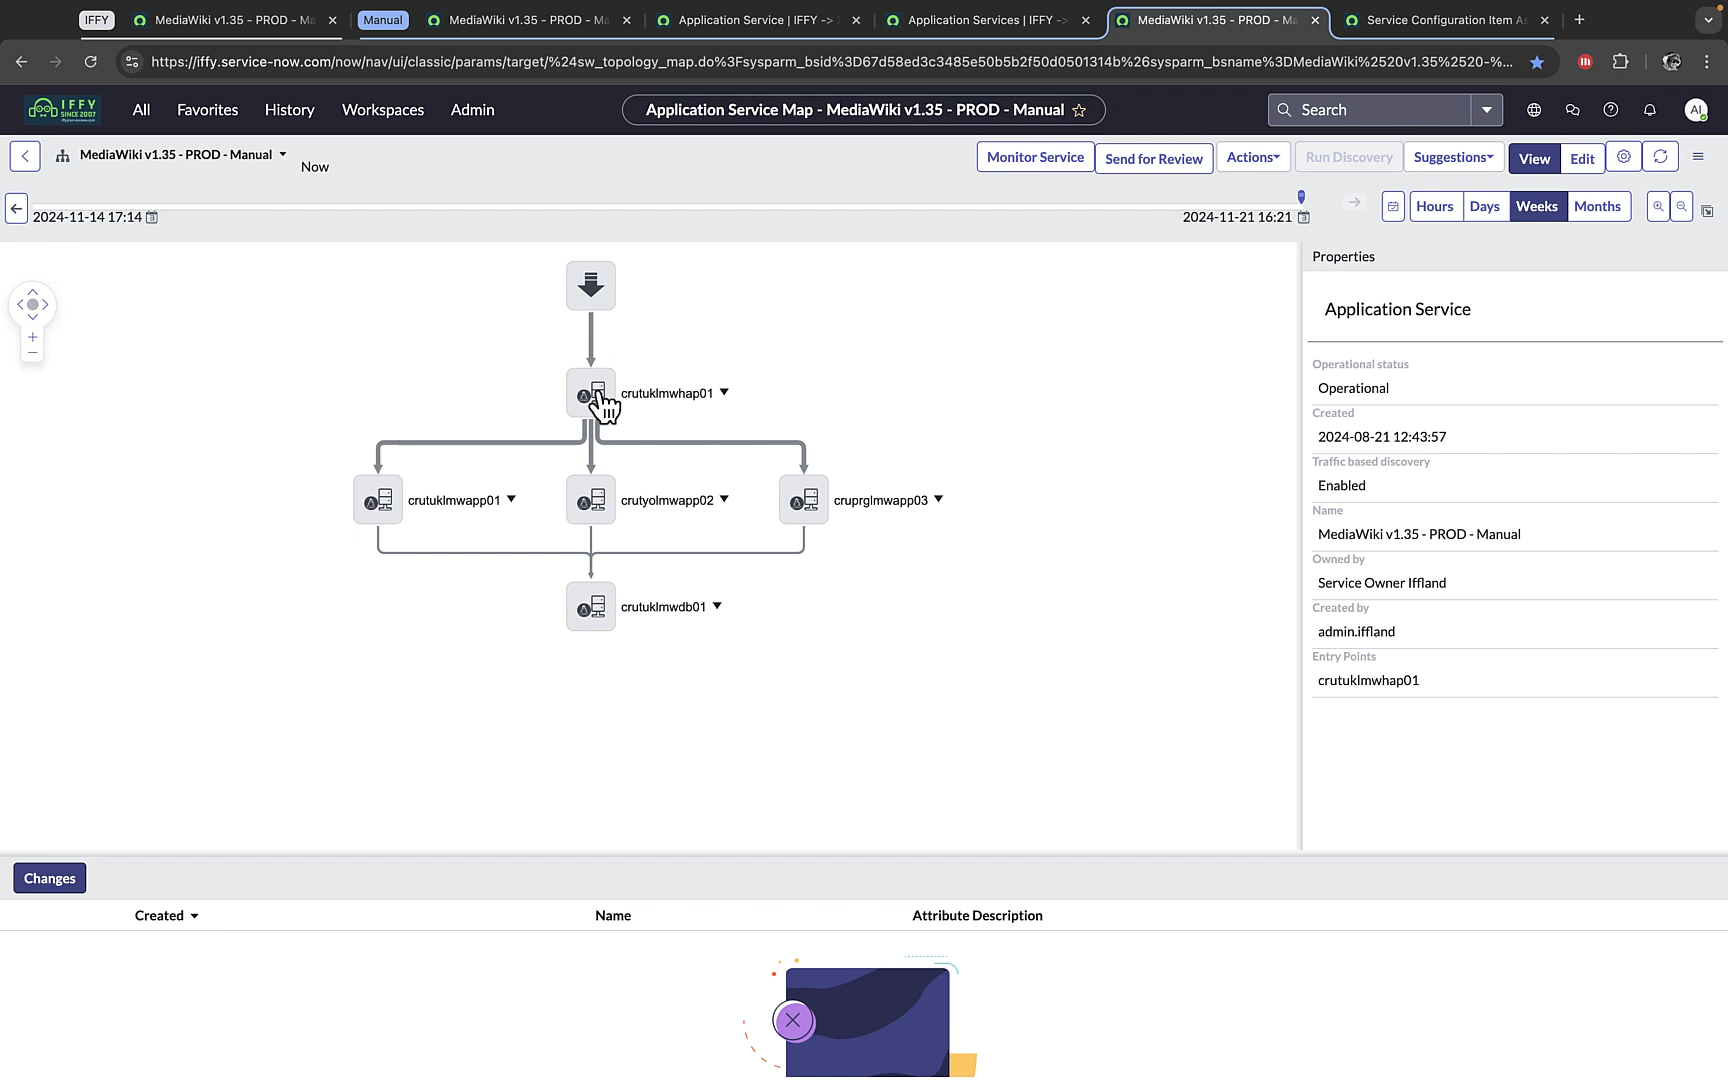 IFFY
MediaWiki v1.35 - PROD - Ma
Manual
MediaWiki v1.35 - PROD - Ma
Application Service | IFFY ->
Application Services | IFFY ->
MediaWiki v1.35 - PROD - Ma
Service Configuration Item As
https://iffy.service-now.com/now/nav/ui/classic/params/target/%24sw_topology_map.do%3Fsysparm_bsid%3D67d58ed3c3485e50b5b2f50d0501314b%26sysparm_bsname%3DMediaWiki%2520v1.35%2520-%...
IFFY
SINCE 2007
All
Favorites
History
Workspaces
Admin
Application Service Map - MediaWiki v1.35 - PROD - Manual
Search
AI
MediaWiki v1.35 - PROD - Manual
Now
Monitor Service
Send for Review
Actions
Run Discovery
Suggestions
View
Edit
2024-11-14 17:14
2024-11-21 16:21
Hours
Days
Weeks
Months
Properties
Application Service
Operational status
Operational
Created
2024-08-21 12:43:57
Traffic based discovery
Enabled
Name
MediaWiki v1.35 - PROD - Manual
Owned by
Service Owner Iffland
Created by
admin.iffland
Entry Points
crutuklmwhap01
crutuklmwhap01
crutuklmwapp01
crutyolmwapp02
cruprglmwapp03
crutuklmwdb01
Changes
Created
Name
Attribute Description